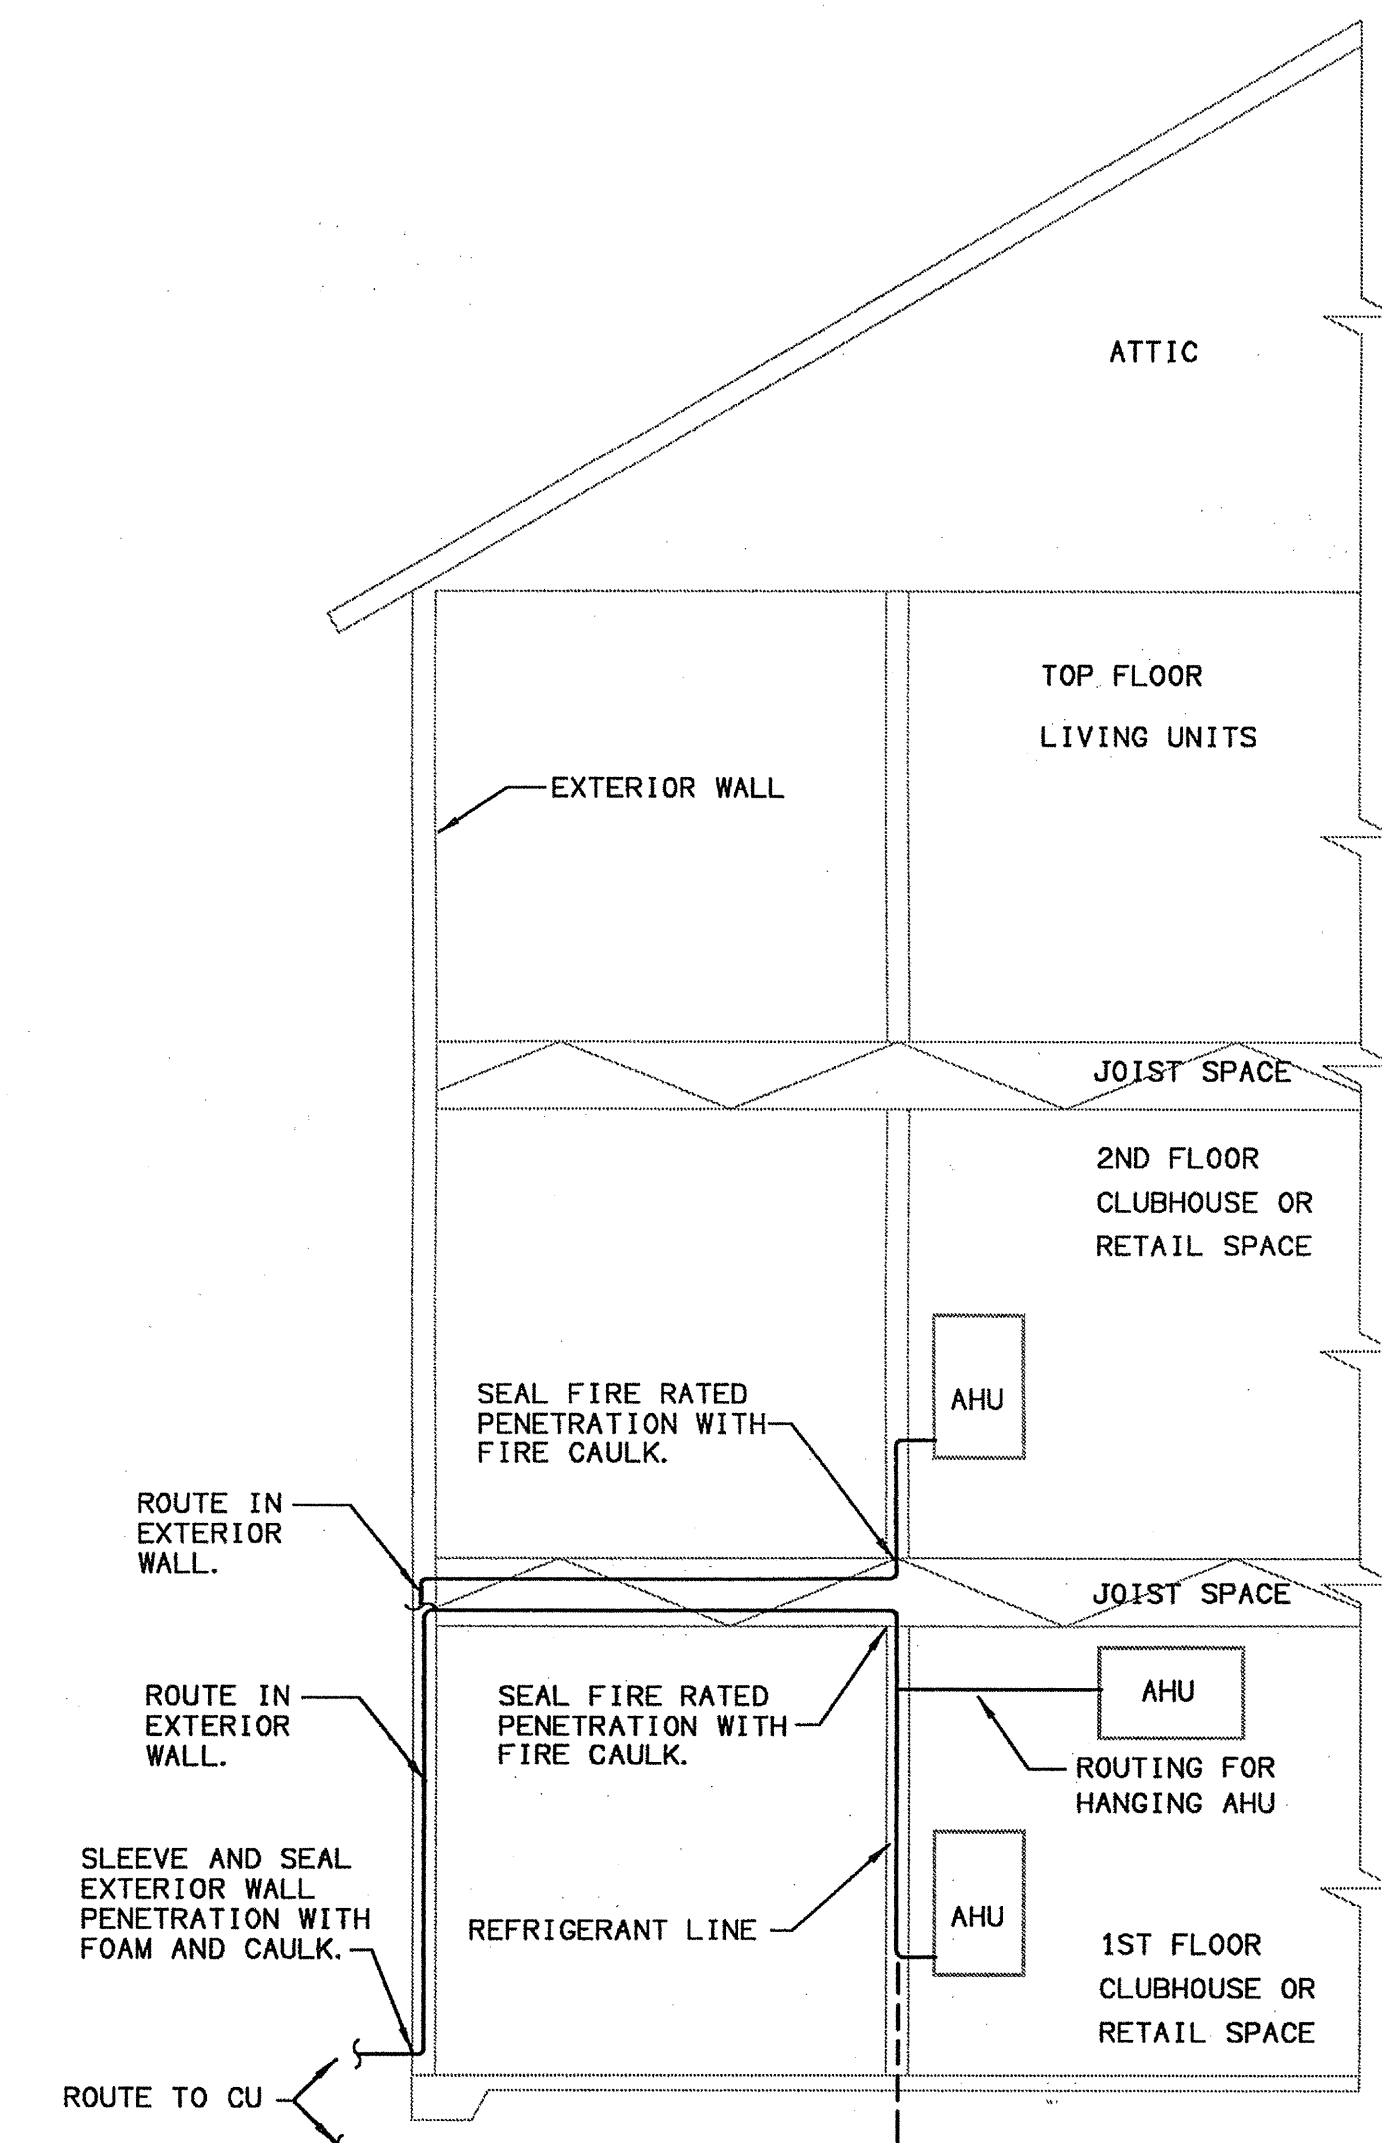 ATTIC
TOP FLOOR
LIVING UNITS
EXTERIOR WALL
JOIST SPACE
2ND FLOOR
CLUBHOUSE OR
RETAIL SPACE
AHU
SEAL FIRE RATED
PENETRATION WITH
FIRE CAULK.
ROUTE IN
EXTERIOR
WALL.
JOIST SPACE
ROUTE IN
EXTERIOR
WALL.
SEAL FIRE RATED
PENETRATION WITH
FIRE CAULK.
AHU
ROUTING FOR
HANGING AHU
SLEEVE AND SEAL
EXTERIOR WALL
PENETRATION WITH
FOAM AND CAULK.
REFRIGERANT LINE
AHU
1ST FLOOR
CLUBHOUSE OR
RETAIL SPACE
ROUTE TO CU